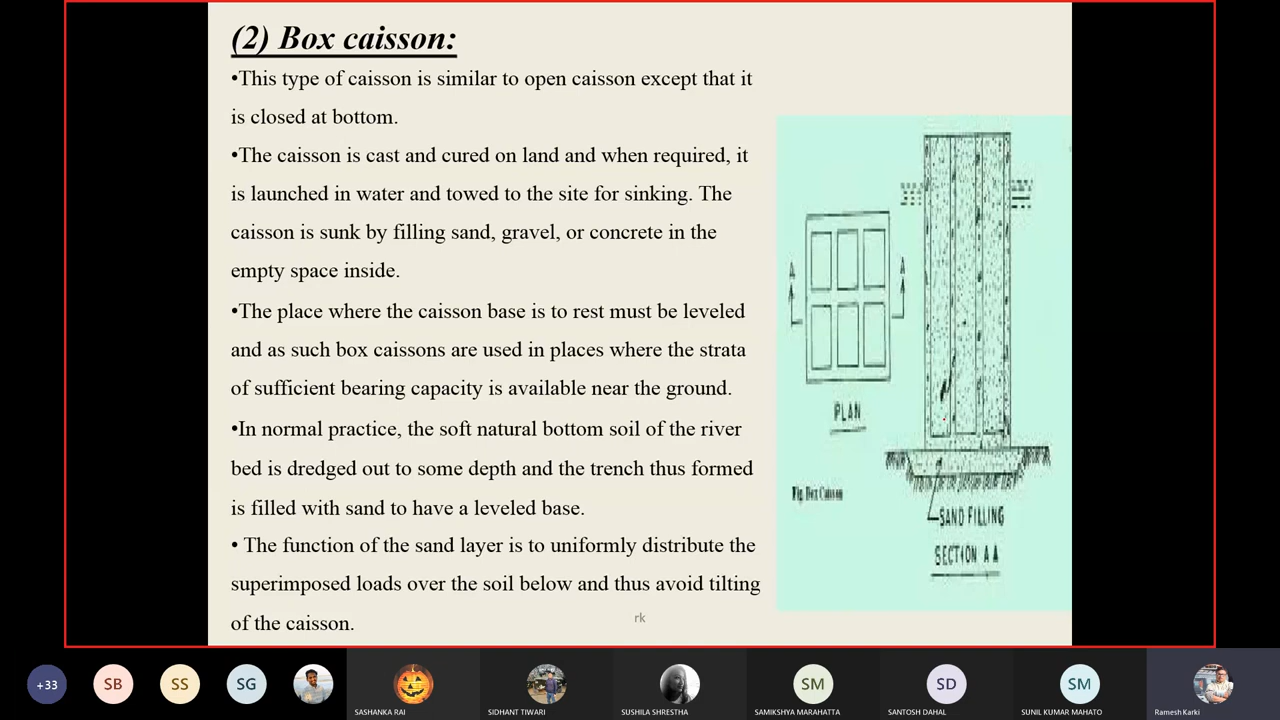 (2) Box caisson:
•This type of caisson is similar to open caisson except that it
is closed at bottom.
•The caisson is cast and cured on land and when required, it
is launched in water and towed to the site for sinking. The
caisson is sunk by filling sand, gravel, or concrete in the
empty space inside.
•The place where the caisson base is to rest must be leveled
and as such box caissons are used in places where the strata
of sufficient bearing capacity is available near the ground.
•In normal practice, the soft natural bottom soil of the river
bed is dredged out to some depth and the trench thus formed
is filled with sand to have a leveled base.
• The function of the sand layer is to uniformly distribute the
superimposed loads over the soil below and thus avoid tilting
of the caisson.
rk
A
A
PLAN
Fig. Box Caisson
SAND FILLING
SECTION A A
+33
SB
SS
SG
SM
SD
SM
SASHANKA RAI
SIDHANT TIWARI
SUSHILA SHRESTHA
SAMIKSHYA MARAHATTA
SANTOSH DAHAL
SUNIL KUMAR MAHATO
Ramesh Karki